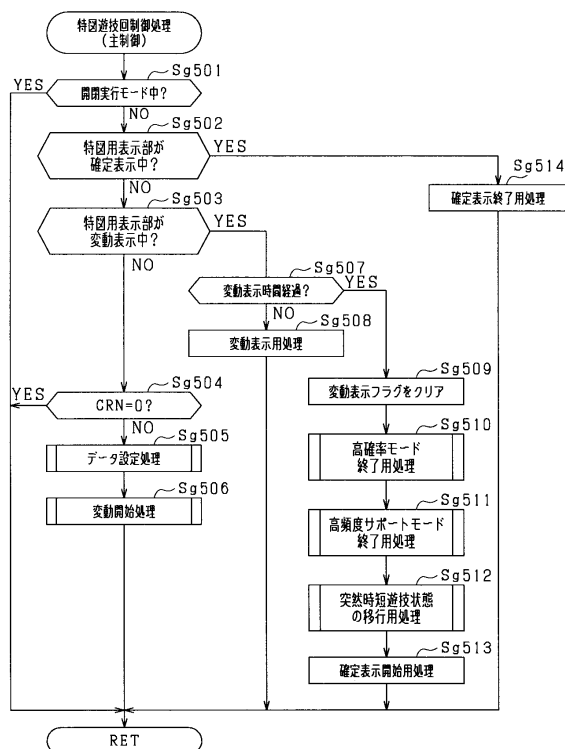 特図遊技回制御処理
(主制御)
Sg501
開閉実行モード中?
YES
NO
Sg502
特図用表示部が
確定表示中?
YES
NO
Sg514
確定表示終了用処理
Sg503
特図用表示部が
変動表示中?
YES
NO
Sg507
変動表示時間経過?
YES
NO
Sg508
変動表示用処理
Sg504
CRN=0?
YES
NO
Sg505
データ設定処理
Sg506
変動開始処理
Sg509
変動表示フラグをクリア
Sg510
高確率モード
終了用処理
Sg511
高頻度サポートモード
終了用処理
Sg512
突然時短遊技状態
の移行用処理
Sg513
確定表示開始用処理
RET